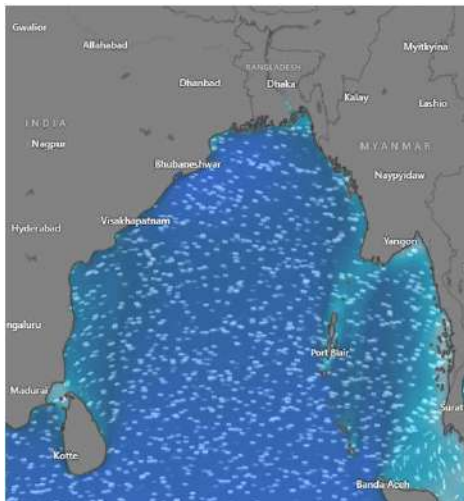 Gwalior
Allahabad
Myitkyina
BANGLADESH
Dhanbad
Dhaka
Kalay
Lashio
INDIA
Nagpur
MYANMAR
Bhubaneshwar
Naypyidaw
Visakhapatnam
Hyderabad
Yangon
engaluru
Port Blair
Madurai
Surat
Kotte
Banda Aceh